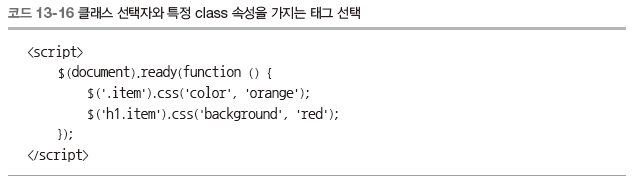 코드 13-16 클래스 선택자와 특정 class 속성을 가지는 태그 선택
<script>
$(document).ready(function () {
$('.item').css('color', 'orange');
$('h1.item').css('background', 'red');
});
</script>